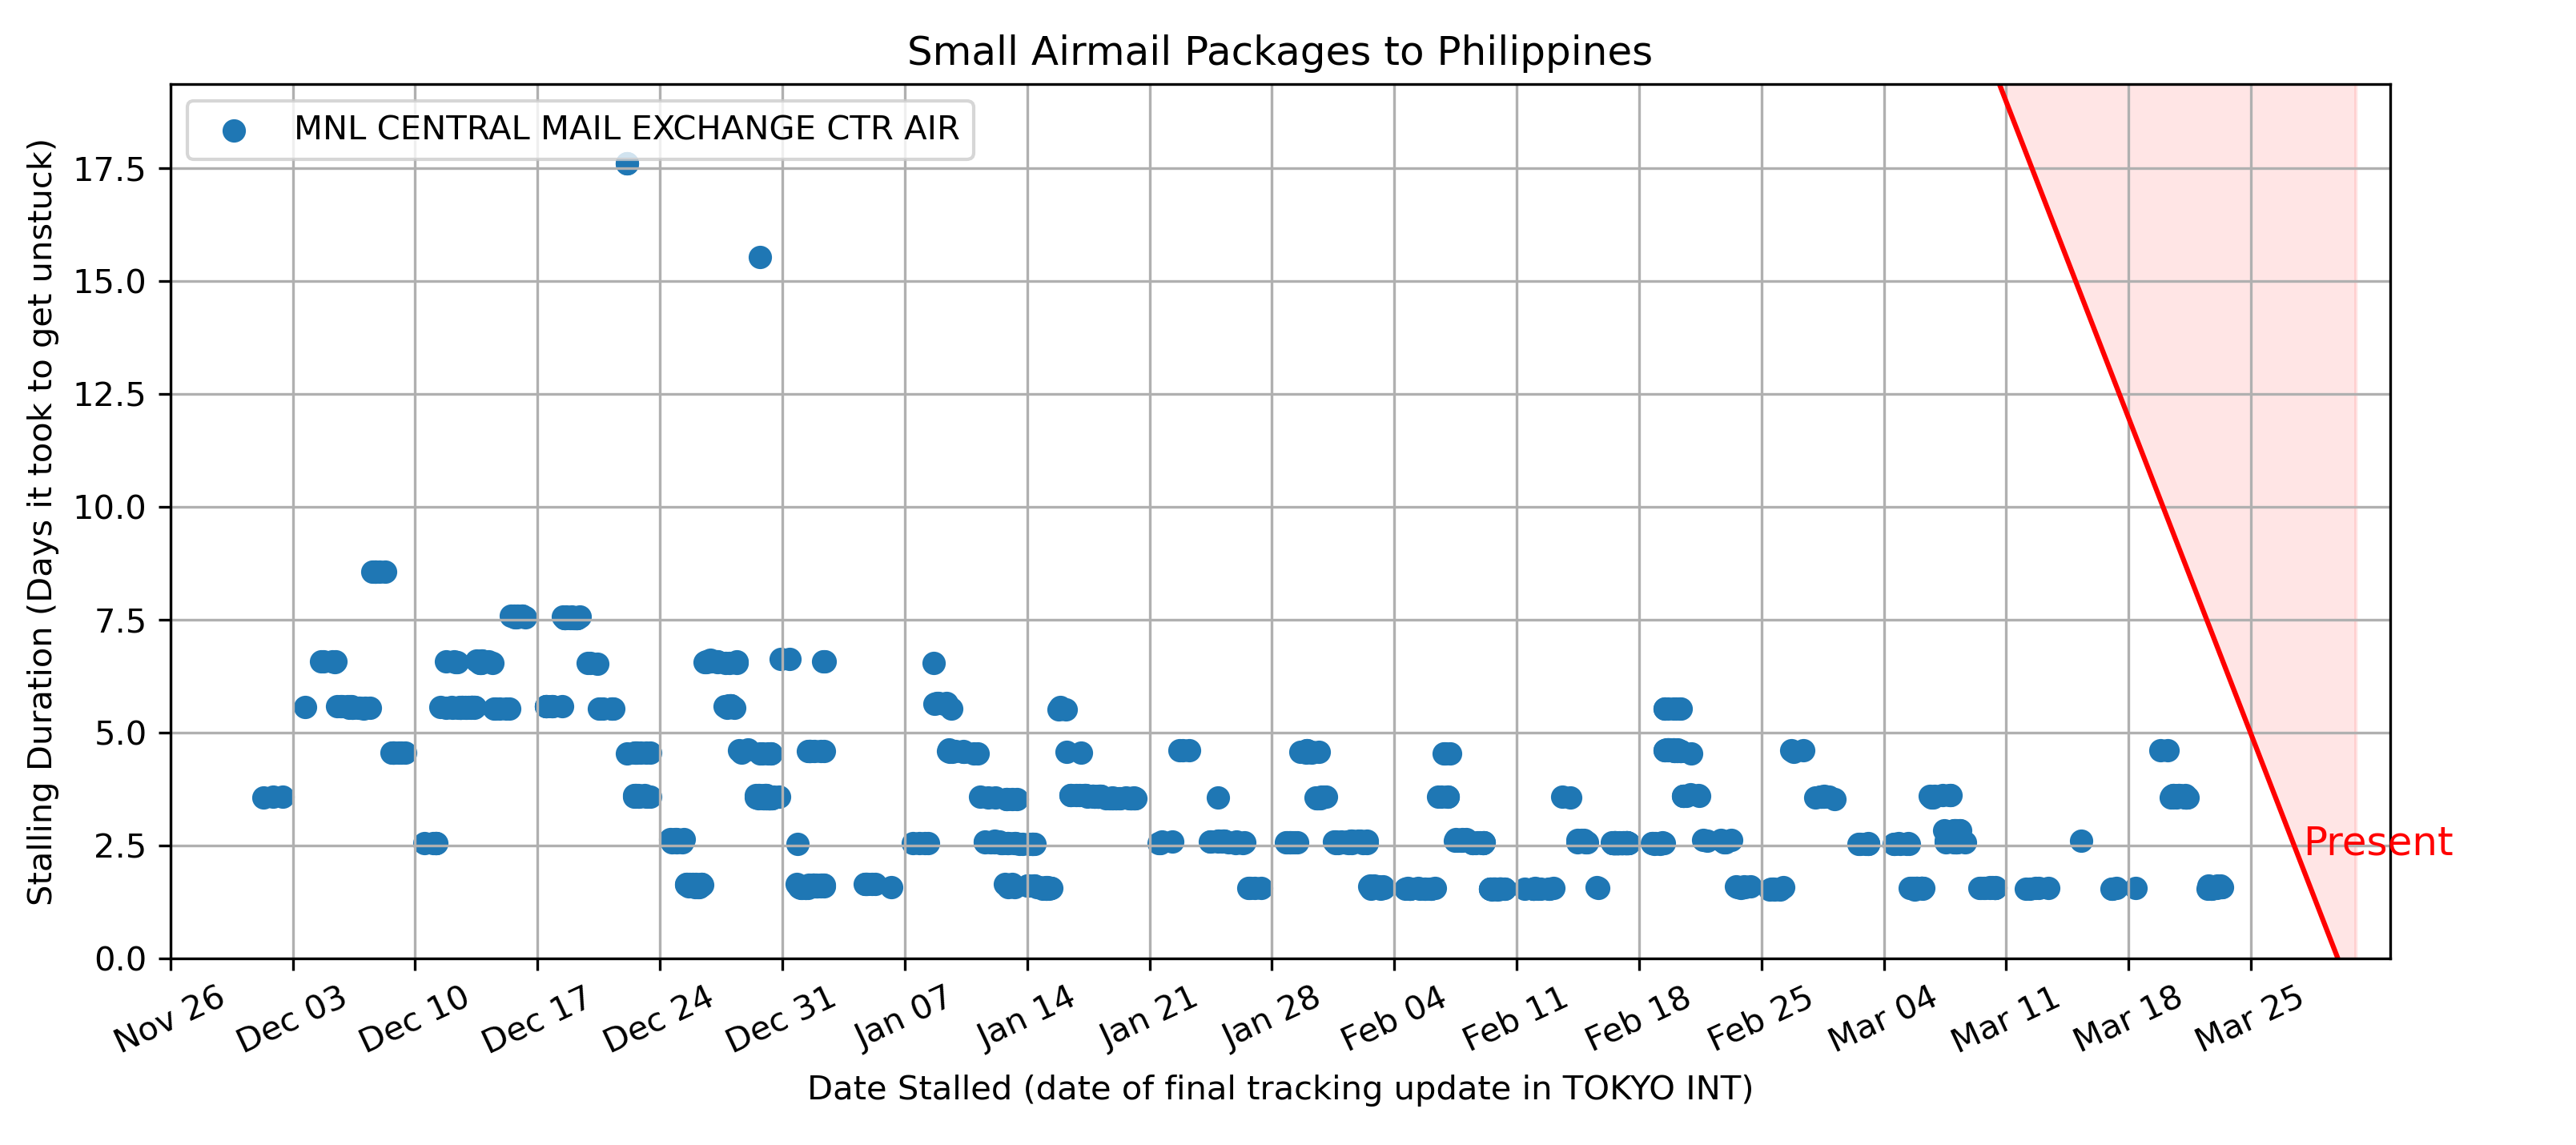 Small Airmail Packages to Philippines
MNL CENTRAL MAIL EXCHANGE CTR AIR
Stalling Duration (Days it took to get unstuck)
17.5
15.0
12.5
10.0
7.5
5.0
2.5
0.0
Present
Nov 26
Dec 03
Dec 10
Dec 17
Dec 24
Dec 31
Jan 07
Jan 14
Jan 21
Jan 28
Feb 04
Feb 11
Feb 18
Feb 25
Mar 04
Mar 11
Mar 18
Mar 25
Date Stalled (date of final tracking update in TOKYO INT)